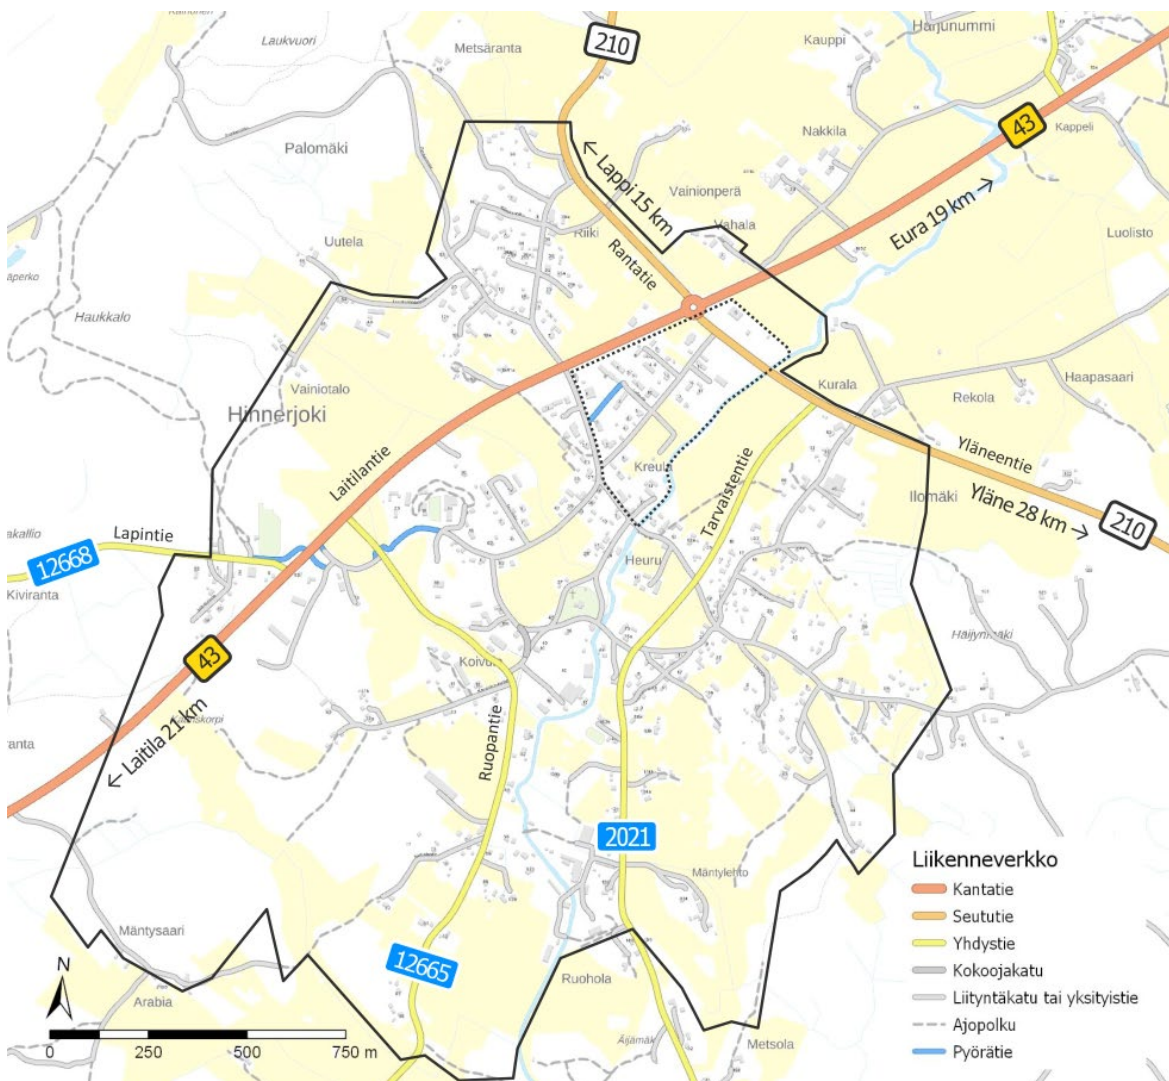 Harjunummi
Laukvuori
Metsäranta
210
Kauppi
43
Kappeli
Nakkila
Palomäki
← Lappi 15 km
Vainionperä
Eura 19 km →
Luolisto
Vahala
Riiki
Uutela
Rantatie
Haukkalo
Vainiotalo
Kurala
Haapasaari
Rekola
Hinnerjoki
Laitilantie
Kreula
Yläneentie
Tarvaistentie
Ilomäki
Yläne 28 km →
210
Lapintie
12668
Kiviranta
Heuru
Häijynmäki
43
Koivula
← Laitila 21 km
Ruopantie
2021
Mäntylehto
Mäntysaari
12665
Ruohola
Arabia
Äijämäk
Metsola
N
0 250 500 750 m
Liikenneverkko
Kantatie
Seututie
Yhdystie
Kokoojakatu
Liityntäkatu tai yksityistie
Ajopolku
Pyörätie